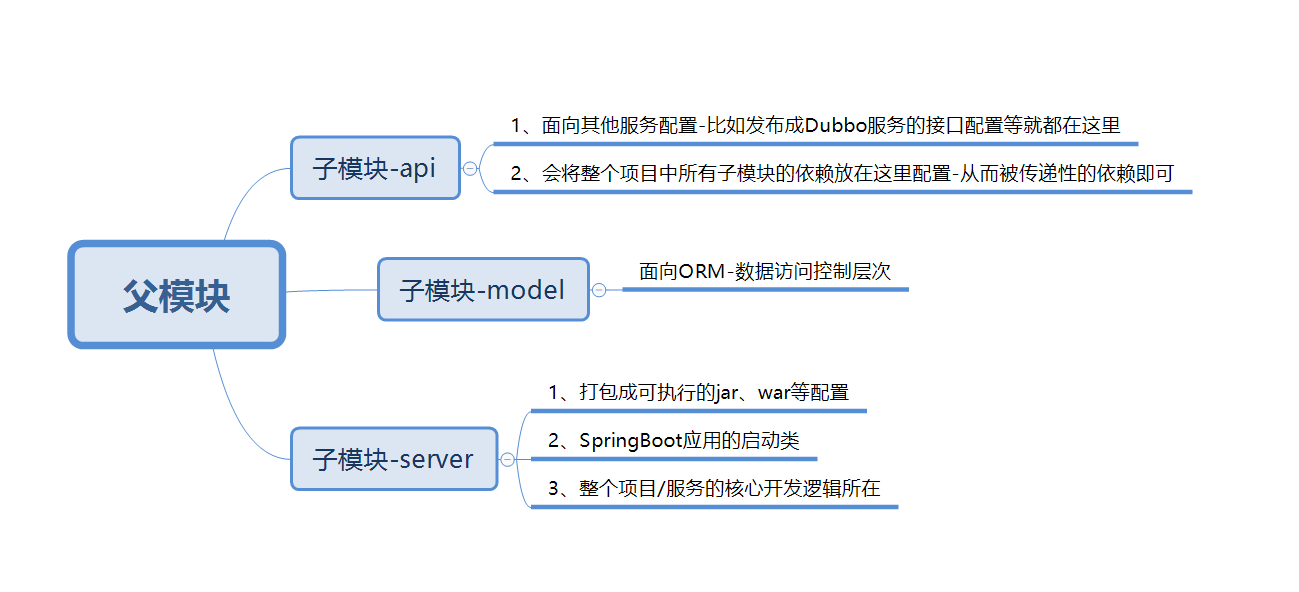 1、面向其他服务配置-比如发布成Dubbo服务的接口配置等就都在这里
子模块-api
2、会将整个项目中所有子模块的依赖放在这里配置-从而被传递性的依赖即可
父模块
子模块-model
面向ORM-数据访问控制层次
1、打包成可执行的jar、war等配置
子模块-server
2、SpringBoot应用的启动类
3、整个项目/服务的核心开发逻辑所在